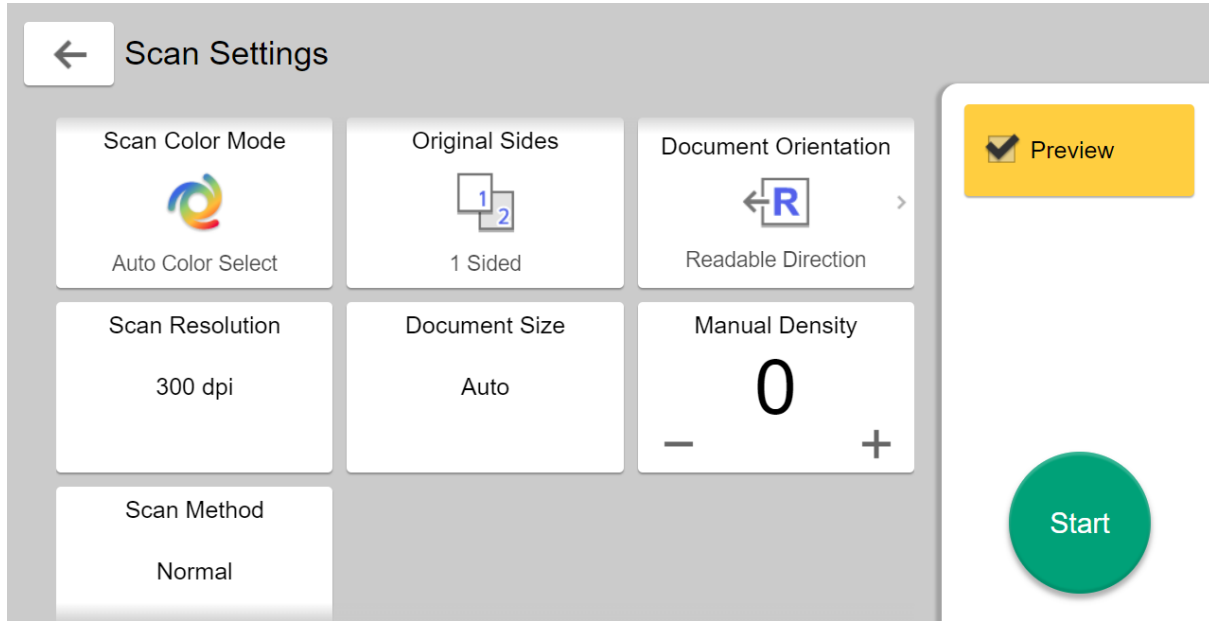 Scan Settings
Scan Color Mode
Auto Color Select
Original Sides
1
2
1 Sided
Document Orientation
R
Readable Direction
Preview
Scan Resolution
300 dpi
Document Size
Auto
Manual Density
0
− +
Scan Method
Normal
Start